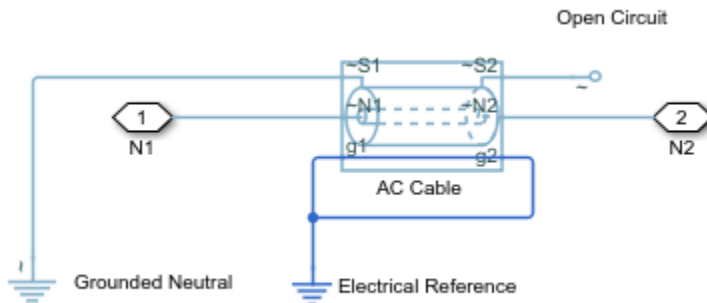 Open Circuit
~S1 ~S2
~
1 ~N1 ~N2 2
N1 g1 g2 N2
AC Cable
~
Grounded Neutral Electrical Reference